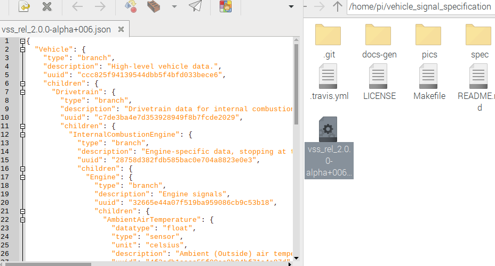 /home/pi/vehicle_signal_specification
vss_rel_2.0.0-alpha+006.json
1 {
2 "Vehicle": {
3 "type": "branch",
4 "description": "High-level vehicle data.",
5 "uuid": "ccc825f94139544dbb5f4bfd033bece6",
6 "children": {
7 "Drivetrain": {
8 "type": "branch",
9 "description": "Drivetrain data for internal combustion
10 "uuid": "c7de3ba4e7d353928949f8b7fcde2029",
11 "children": {
12 "InternalCombustionEngine": {
13 "type": "branch",
14 "description": "Engine-specific data, stopping at
15 "uuid": "20758d362fdb585bac0e704a8823e0e3",
16 "children": {
17 "Engine": {
18 "type": "branch",
19 "description": "Engine signals",
20 "uuid": "32665e44a07f519ba959086cb9c53b18",
21 "children": {
22 "AmbientAirTemperature": {
23 "datatype": "float",
24 "type": "sensor",
25 "unit": "celsius",
26 "description": "Ambient (Outside) air tempe
.git
docs-gen
pics
spec
.travis.yml
LICENSE
Makefile
README.md
vss_rel_2.0.0-alpha+006...